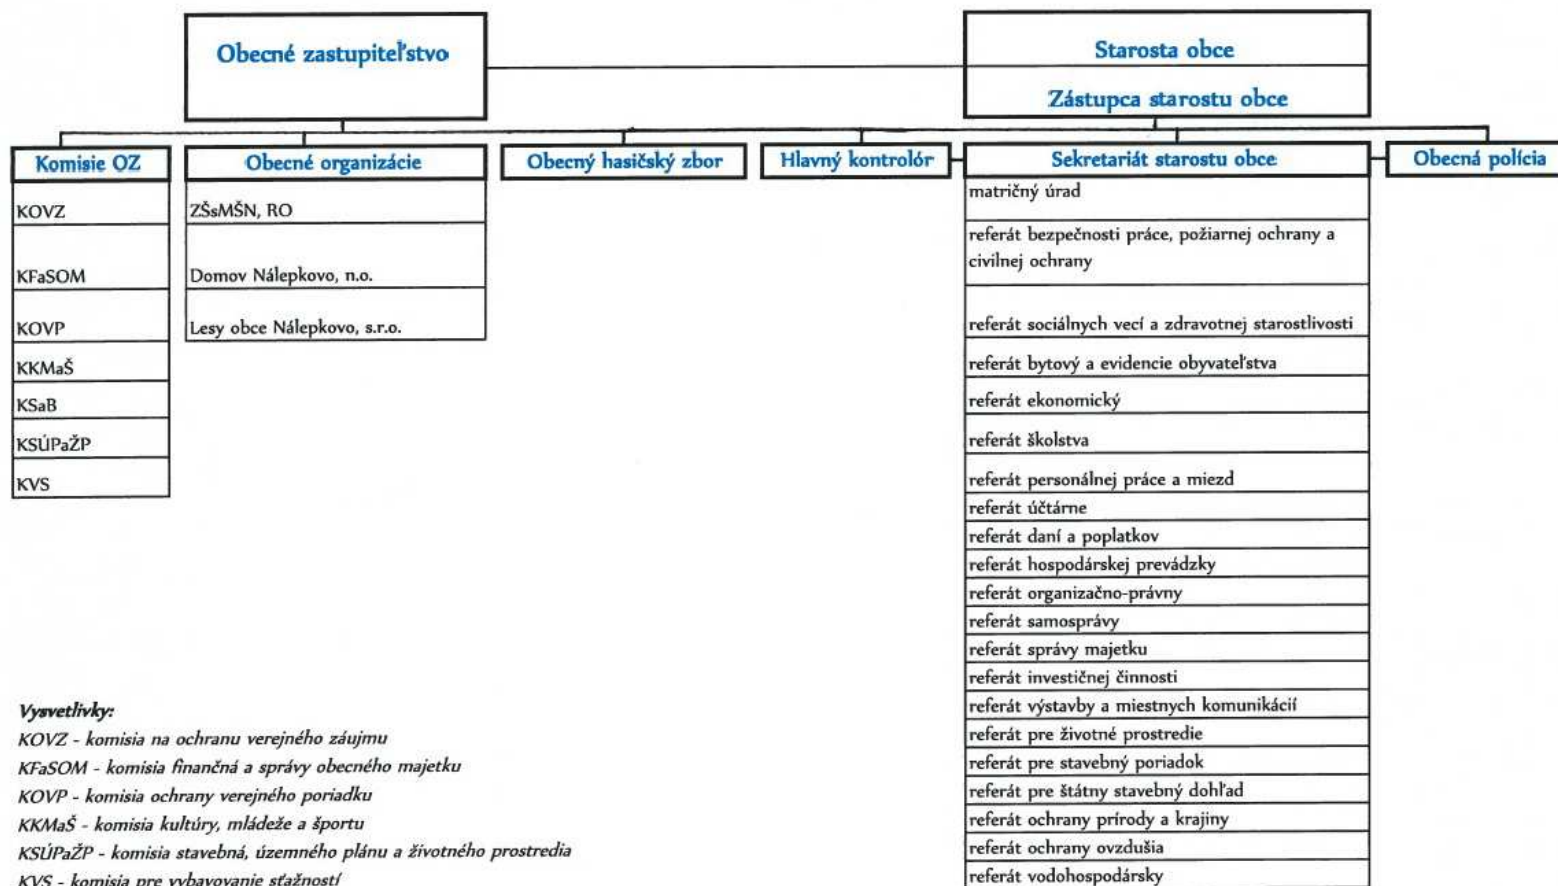 Obecné zastupiteľstvo
Starosta obce
Zástupca starostu obce
Komisie OZ
KOVZ
KFaSOM
KOVP
KKMaŠ
KSaB
KSÚPaŽP
KVS
Obecné organizácie
ZŠsMŠN, RO
Domov Nálepkovo, n.o.
Lesy obce Nálepkovo, s.r.o.
Obecný hasičský zbor
Hlavný kontrolór
Sekretariát starostu obce
matričný úrad
referát bezpečnosti práce, požiarnej ochrany a
civilnej ochrany
referát sociálnych vecí a zdravotnej starostlivosti
referát bytový a evidencie obyvateľstva
referát ekonomický
referát školstva
referát personálnej práce a miezd
referát účtárne
referát daní a poplatkov
referát hospodárskej prevádzky
referát organizačno-právny
referát samosprávy
referát správy majetku
referát investičnej činnosti
referát výstavby a miestnych komunikácií
referát pre životné prostredie
referát pre stavebný poriadok
referát pre štátny stavebný dohľad
referát ochrany prírody a krajiny
referát ochrany ovzdušia
referát vodohospodársky
Obecná polícia
Vysvetlivky:
KOVZ - komisia na ochranu verejného záujmu
KFaSOM - komisia finančná a správy obecného majetku
KOVP - komisia ochrany verejného poriadku
KKMaŠ - komisia kultúry, mládeže a športu
KSÚPaŽP - komisia stavebná, územného plánu a životného prostredia
KVS - komisia pre vybavovanie sťažností